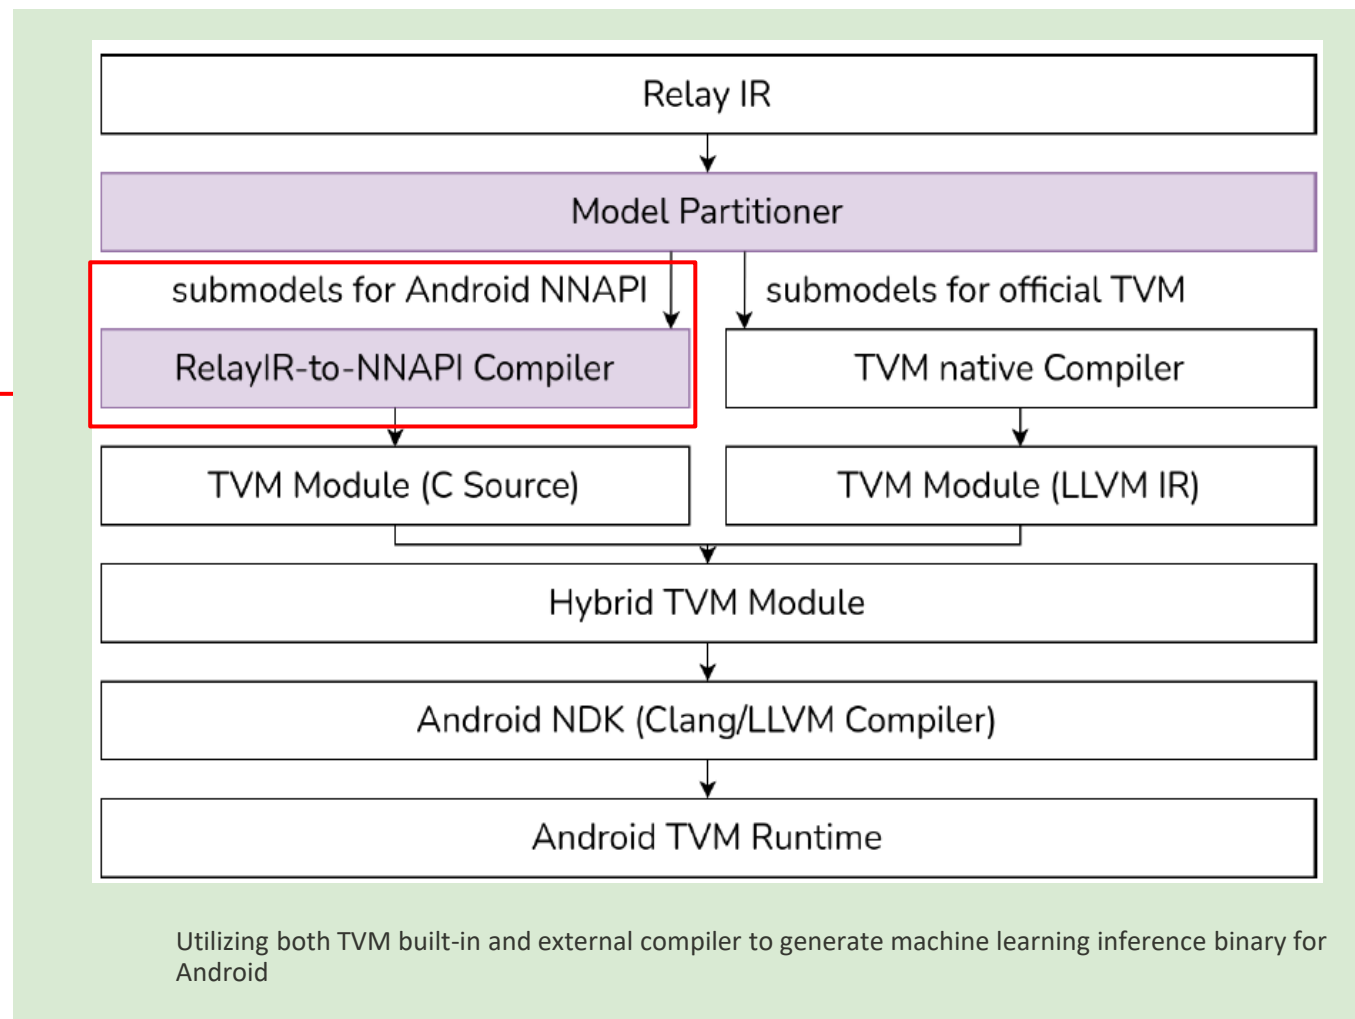 Relay IR
Model Partitioner
submodels for Android NNAPI
submodels for official TVM
RelayIR-to-NNAPI Compiler
TVM native Compiler
TVM Module (C Source)
TVM Module (LLVM IR)
Hybrid TVM Module
Android NDK (Clang/LLVM Compiler)
Android TVM Runtime
Utilizing both TVM built-in and external compiler to generate machine learning inference binary for
Android